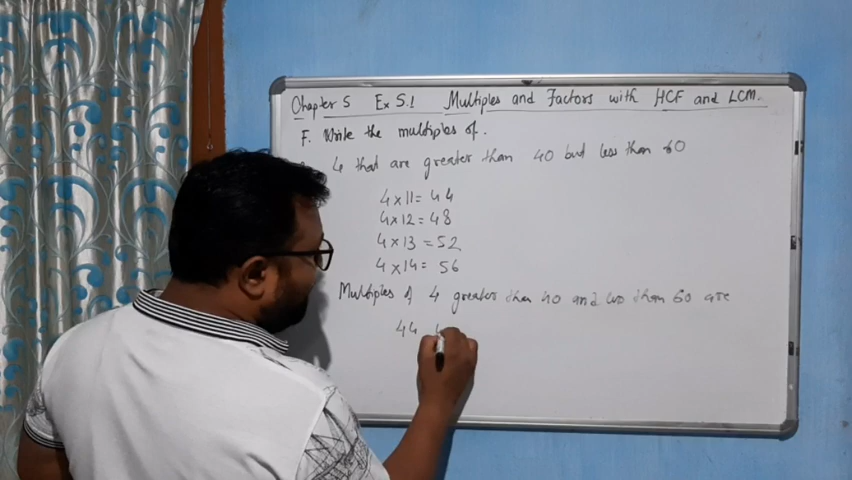 Chapter 5 Ex 5.1 Multiples and Factors with HCF and LCM.
F. Write the multiples of.
4 that are greater than 40 but less than 60
4 x 11 = 44
4 x 12 = 48
4 x 13 = 52
4 x 14 = 56
Multiples of 4 greater than 40 and less than 60 are
44